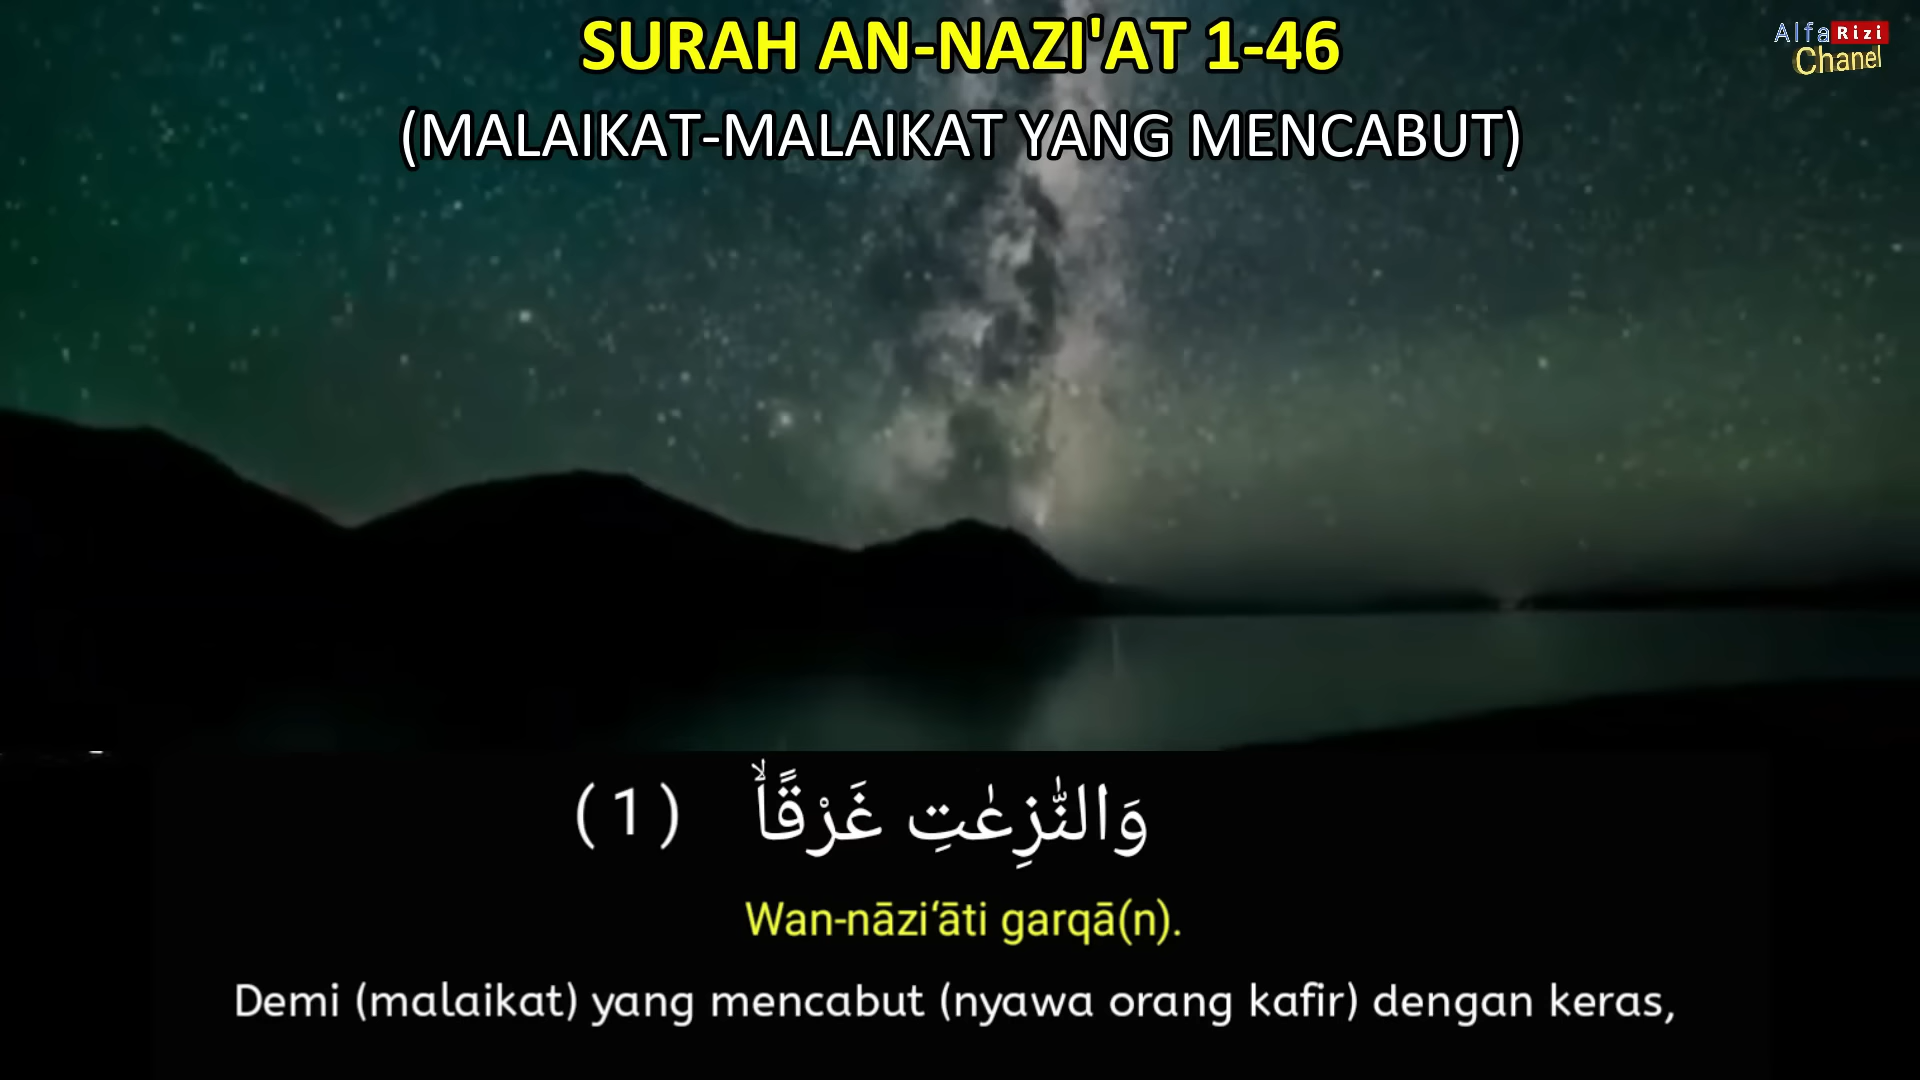 SURAH AN-NAZI'AT 1-46
Alfa Rizi
Chanel
(MALAIKAT-MALAIKAT YANG MENCABUT)
وَالنّٰزِعٰتِ غَرْقًاۙ (1)
Wan-nāzi‘āti garqā(n).
Demi (malaikat) yang mencabut (nyawa orang kafir) dengan keras,